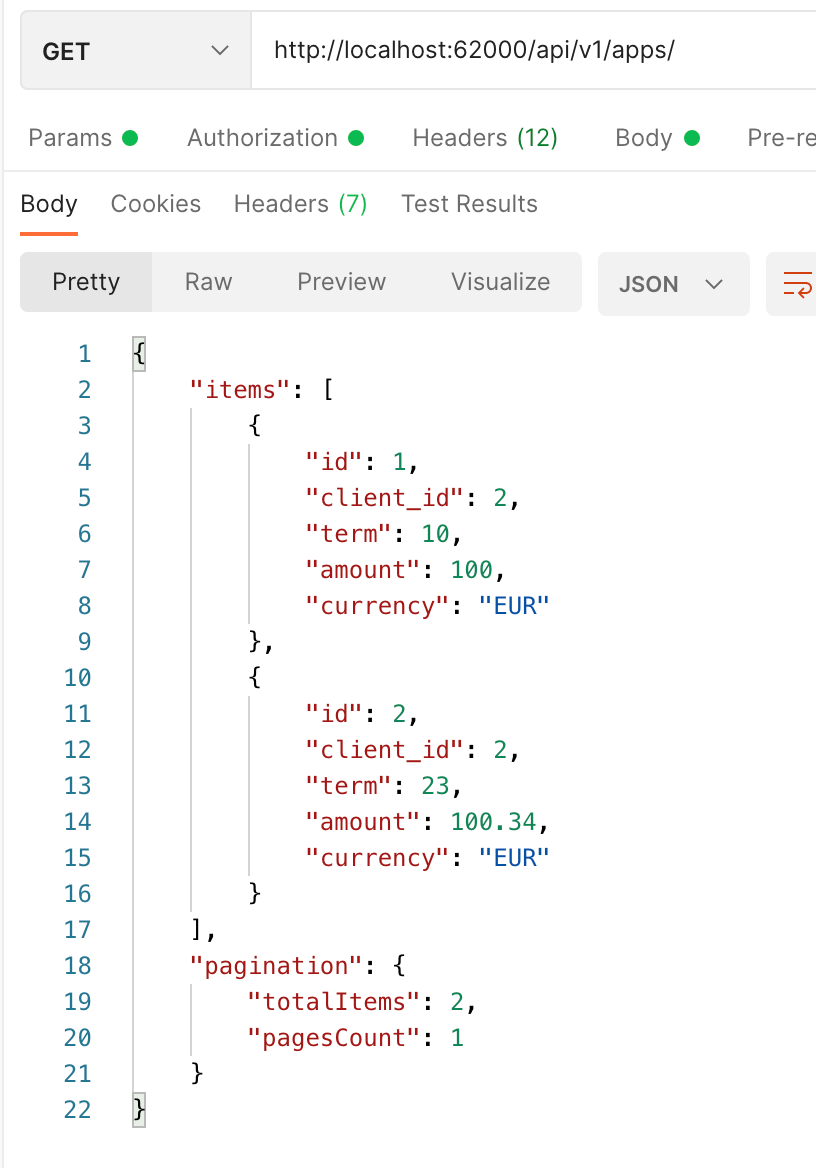 GET http://localhost:62000/api/v1/apps/
Params Authorization Headers (12) Body Pre-re
Body Cookies Headers (7) Test Results
Pretty Raw Preview Visualize JSON
1 {
2 "items": [
3 {
4 "id": 1,
5 "client_id": 2,
6 "term": 10,
7 "amount": 100,
8 "currency": "EUR"
9 },
10 {
11 "id": 2,
12 "client_id": 2,
13 "term": 23,
14 "amount": 100.34,
15 "currency": "EUR"
16 }
17 ],
18 "pagination": {
19 "totalItems": 2,
20 "pagesCount": 1
21 }
22 }